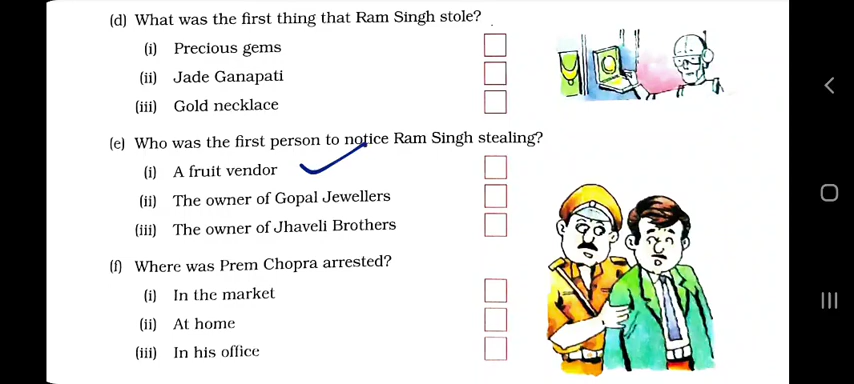 (d) What was the first thing that Ram Singh stole?
(i) Precious gems
(ii) Jade Ganapati
(iii) Gold necklace
(e) Who was the first person to notice Ram Singh stealing?
(i) A fruit vendor
(ii) The owner of Gopal Jewellers
(iii) The owner of Jhaveli Brothers
(f) Where was Prem Chopra arrested?
(i) In the market
(ii) At home
(iii) In his office